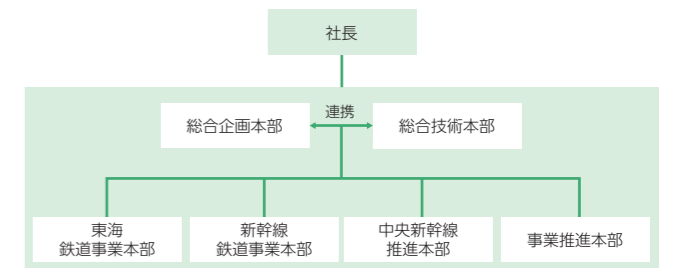 社長
総合企画本部
連携
総合技術本部
東海
鉄道事業本部
新幹線
鉄道事業本部
中央新幹線
推進本部
事業推進本部